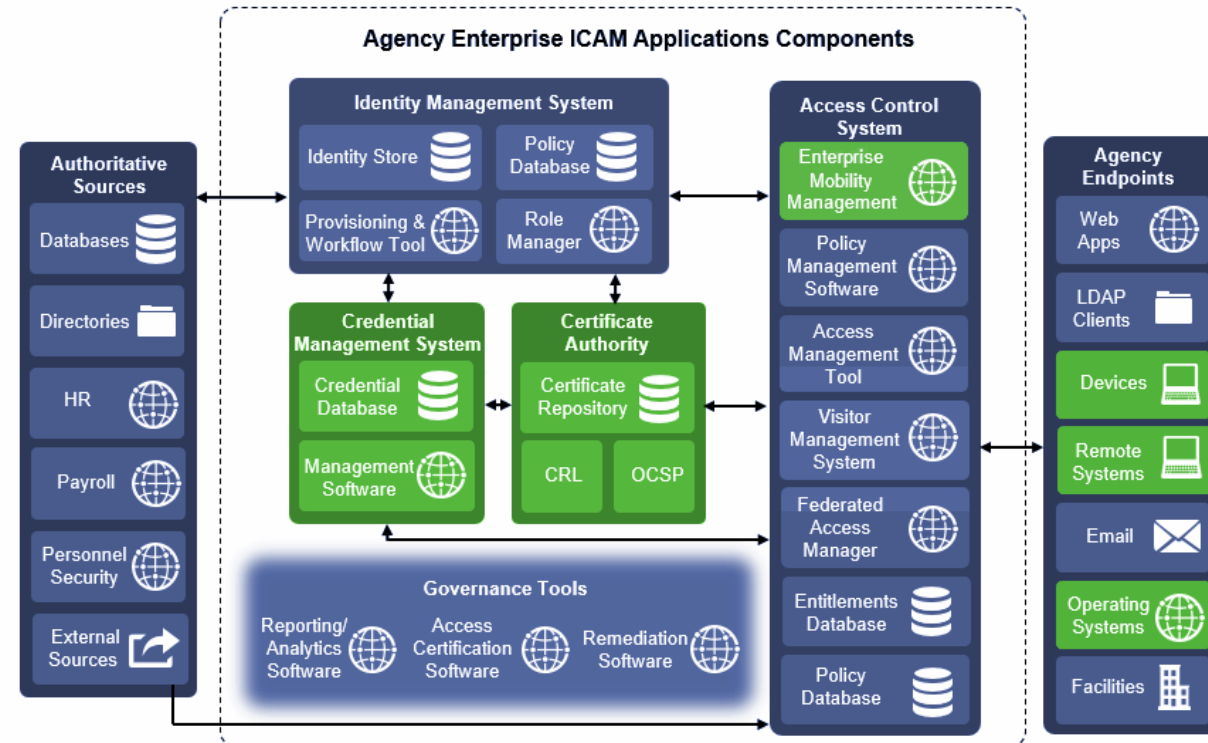 Agency Enterprise ICAM Applications Components
Authoritative
Sources
Databases
Directories
HR
Payroll
Personnel
Security
External
Sources
Identity Management System
Identity Store
Policy
Database
Provisioning &
Workflow Tool
Role
Manager
Credential
Management System
Credential
Database
Management
Software
Certificate
Authority
Certificate
Repository
CRL
OCSP
Governance Tools
Reporting/
Analytics
Software
Access
Certification
Software
Remediation
Software
Access Control
System
Enterprise
Mobility
Management
Policy
Management
Software
Access
Management
Tool
Visitor
Management
System
Federated
Access
Manager
Entitlements
Database
Policy
Database
Agency
Endpoints
Web
Apps
LDAP
Clients
Devices
Remote
Systems
Email
Operating
Systems
Facilities